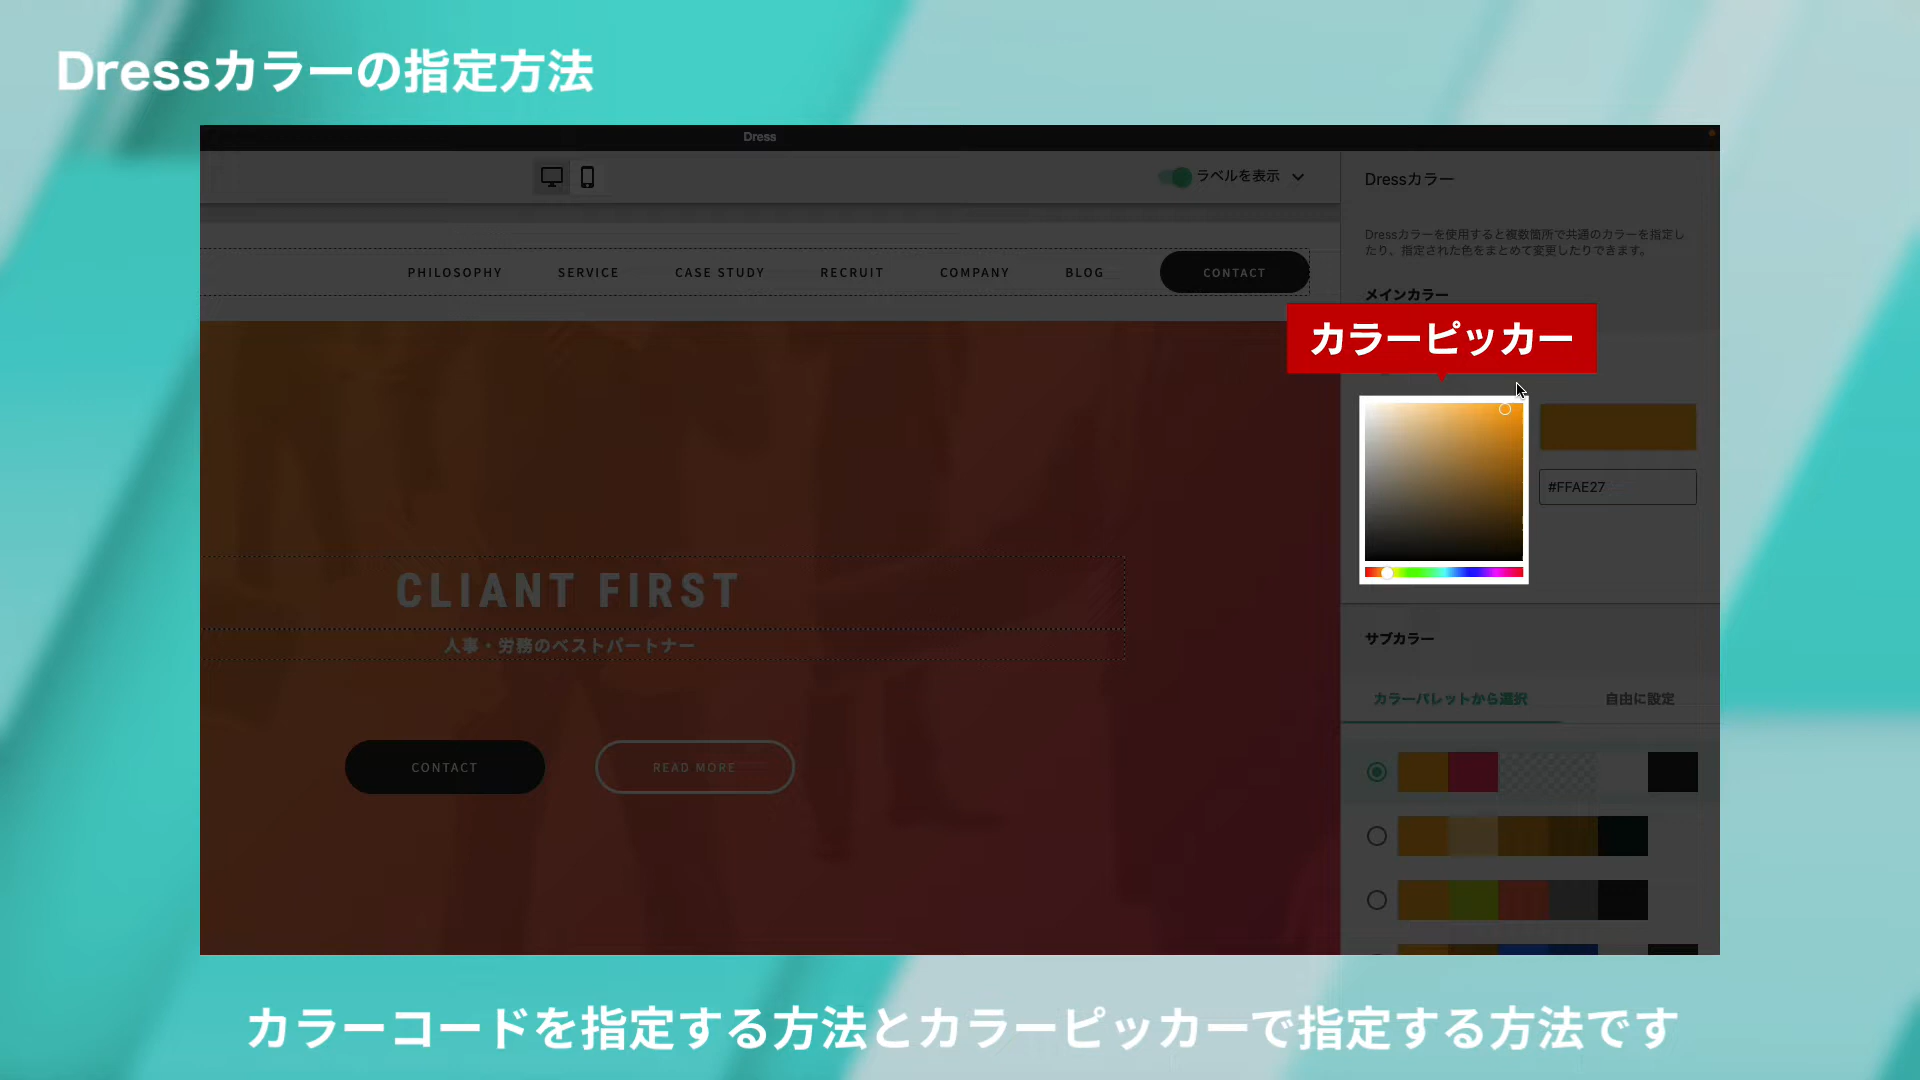 Dressカラーの指定方法
Dress
ラベルを表示
Dressカラー
Dressカラーを使用すると複数箇所で共通のカラーを指定し
たり、指定された色をまとめて変更したりできます。
PHILOSOPHY SERVICE CASE STUDY RECRUIT COMPANY BLOG CONTACT
メインカラー
カラーピッカー
#FFAE27
CLIANT FIRST
人事・労務のベストパートナー
サブカラー
カラーパレットから選択 自由に設定
CONTACT READ MORE
カラーコードを指定する方法とカラーピッカーで指定する方法です